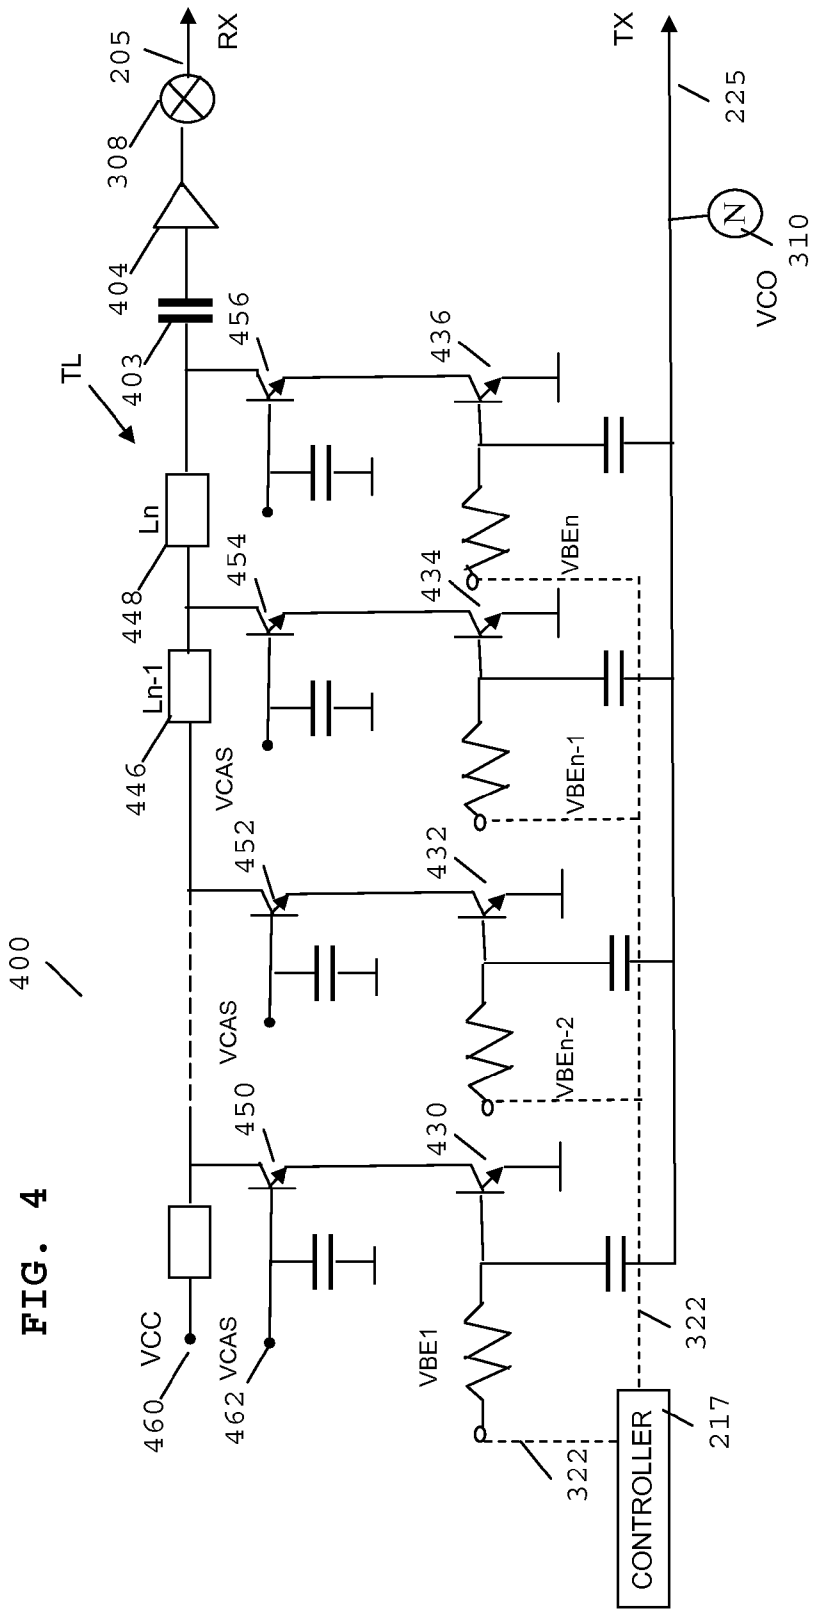 FIG. 4
400
TL
RX
205
308
404
403
Ln
448
Ln-1
446
VCC
460
456
454
VCAS
452
VCAS
450
VCAS
462
436
434
432
430
VBEn
VBEn-1
VBEn-2
VBE1
TX
225
N
310
VCO
322
322
CONTROLLER
217